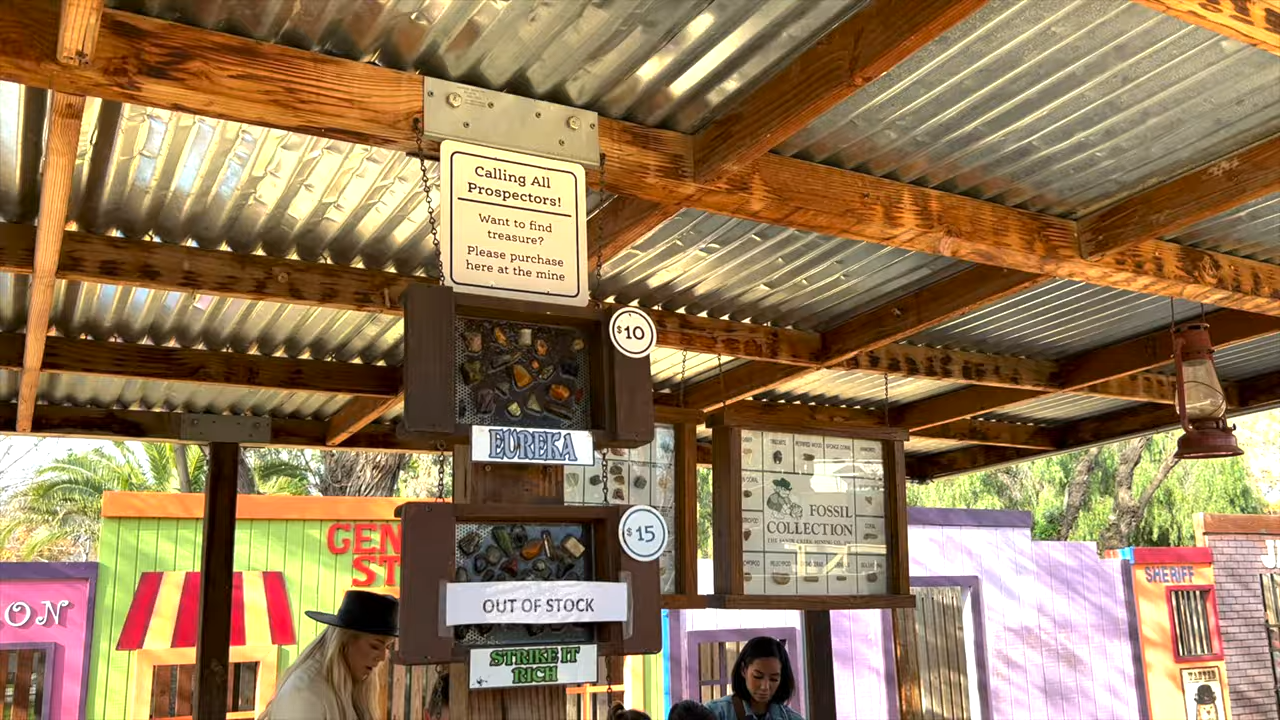 Calling All
Prospectors!
Want to find
treasure?
Please purchase
here at the mine
$10
EUREKA
$15
OUT OF STOCK
STRIKE IT
RICH
FOSSIL
COLLECTION
GEN
ST
ON
SHERIFF
WANTED